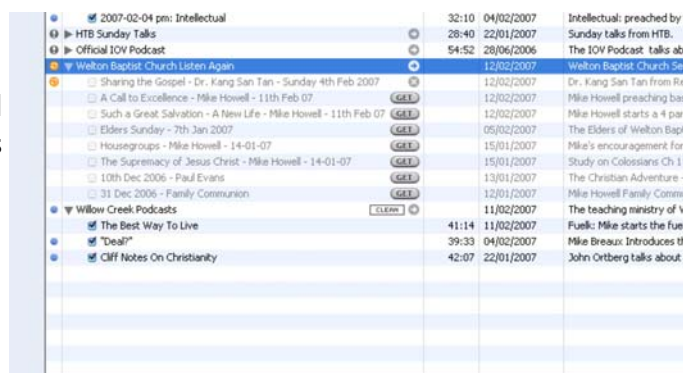 2007-02-04 pm: Intellectual 32:10 04/02/2007 Intellectual: preached by
HTB Sunday Talks 28:40 22/01/2007 Sunday talks from HTB.
Official IOV Podcast 54:52 28/06/2006 The IOV Podcast talks ab
Welton Baptist Church Listen Again 12/02/2007 Welton Baptist Church Se
Sharing the Gospel - Dr. Kang San Tan - Sunday 4th Feb 2007 12/02/2007 Dr. Kang San Tan from Re
A Call to Excellence - Mike Howell - 11th Feb 07 GET 12/02/2007 Mike Howell preaching bas
Such a Great Salvation - A New Life - Mike Howell - 11th Feb 07 GET 12/02/2007 Mike Howell starts a 4 par
Elders Sunday - 7th Jan 2007 GET 05/02/2007 The Elders of Welton Bapt
Housegroups - Mike Howell - 14-01-07 GET 15/01/2007 Mike's encouragement for
The Supremacy of Jesus Christ - Mike Howell - 14-01-07 GET 15/01/2007 Study on Colossians Ch 1
10th Dec 2006 - Paul Evans GET 13/01/2007 The Christian Adventure -
31 Dec 2006 - Family Communion GET 12/01/2007 Mike Howell Family Commu
Willow Creek Podcasts CLEAN 11/02/2007 The teaching ministry of W
The Best Way To Live 41:14 11/02/2007 Fuelk: Mike starts the fue
"Deal?" 39:33 04/02/2007 Mike Breaux Introduces th
Cliff Notes On Christianity 42:07 22/01/2007 John Ortberg talks about